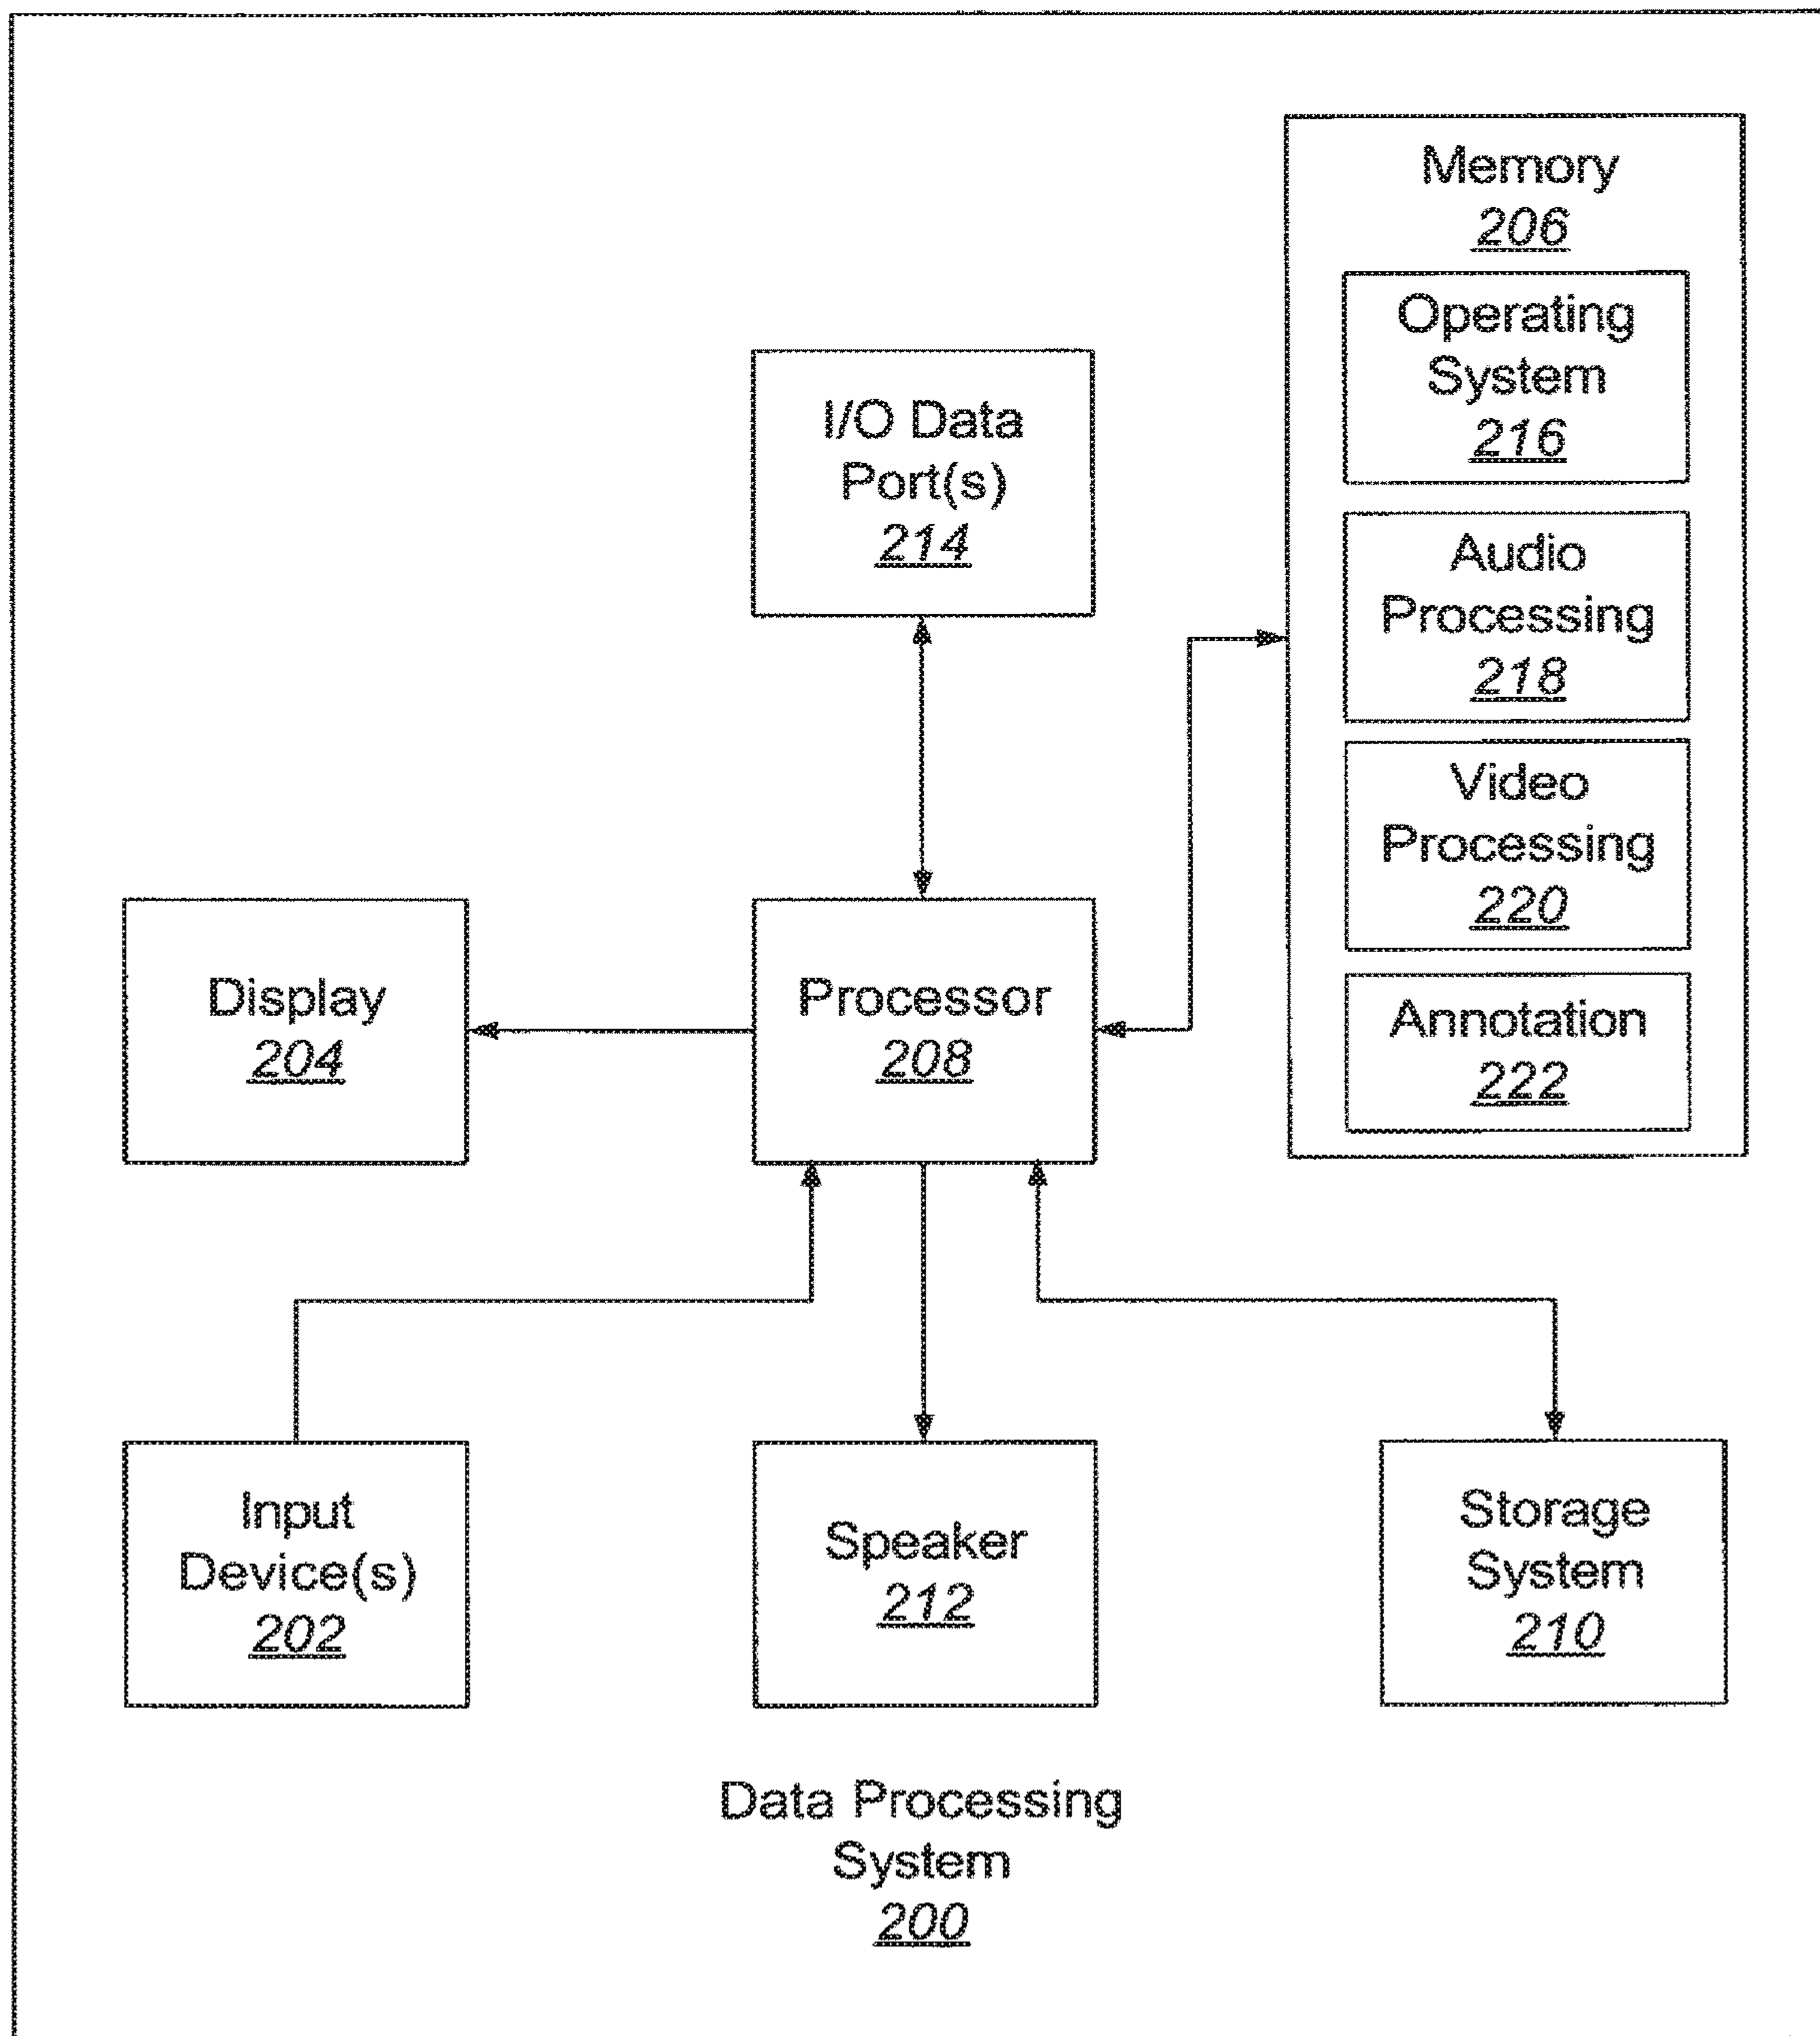 Memory
206
Operating
System
216
I/O Data
Port(s)
214
Audio
Processing
218
Video
Processing
220
Display
204
Processor
208
Annotation
222
Input
Device(s)
202
Speaker
212
Storage
System
210
Data Processing
System
200